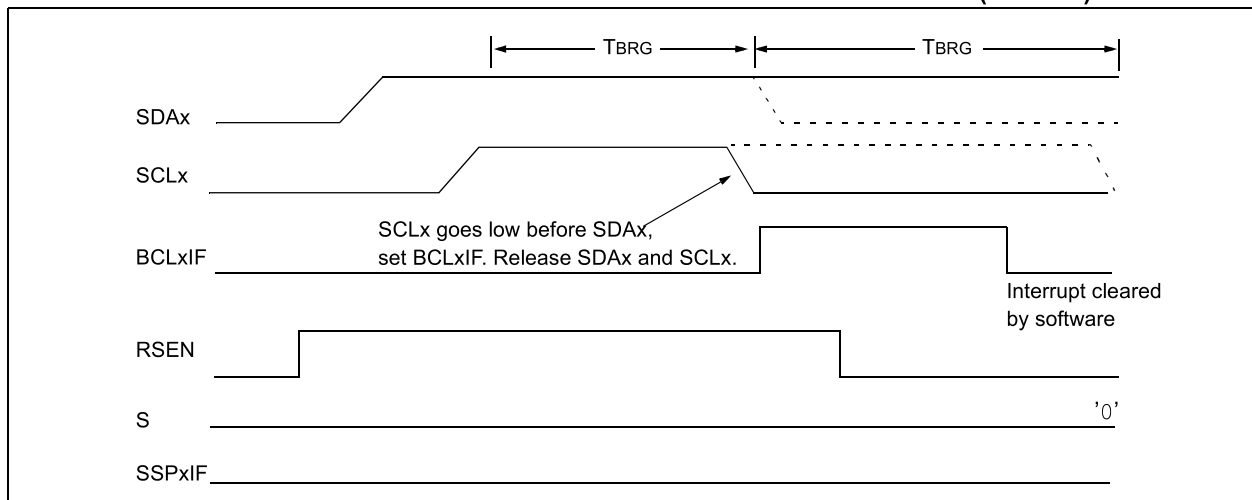 TBRG TBRG
SDAx
SCLx
SCLx goes low before SDAx,
set BCLxIF. Release SDAx and SCLx.
BCLxIF
Interrupt cleared
by software
RSEN
S '0'
SSPxIF